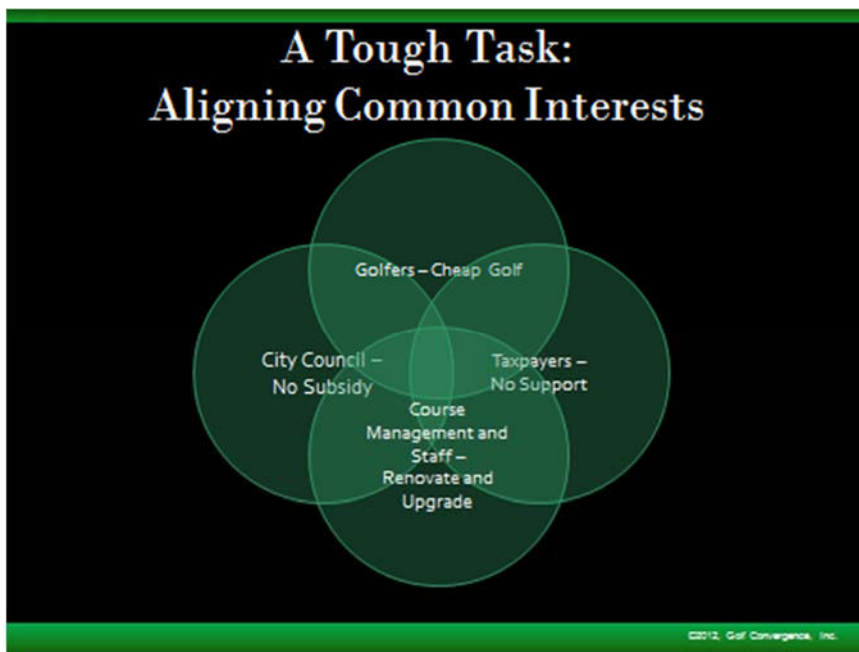 A Tough Task:
Aligning Common Interests
Golfers – Cheap Golf
City Council –
No Subsidy
Taxpayers –
No Support
Course
Management and
Staff –
Renovate and
Upgrade
©2012, Golf Convergence, Inc.